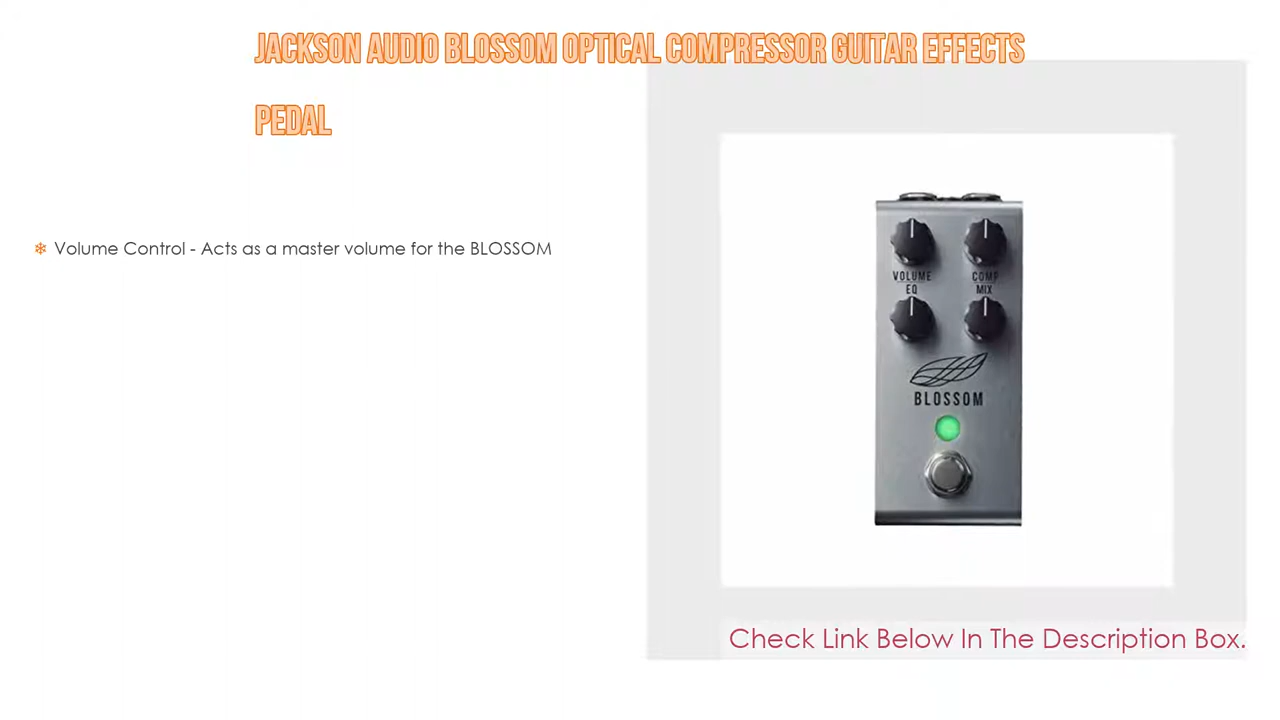 JACKSON AUDIO BLOSSOM OPTICAL COMPRESSOR GUITAR EFFECTS
PEDAL
❄ Volume Control - Acts as a master volume for the BLOSSOM
VOLUME COMP
EQ MIX
BLOSSOM
Check Link Below In The Description Box.